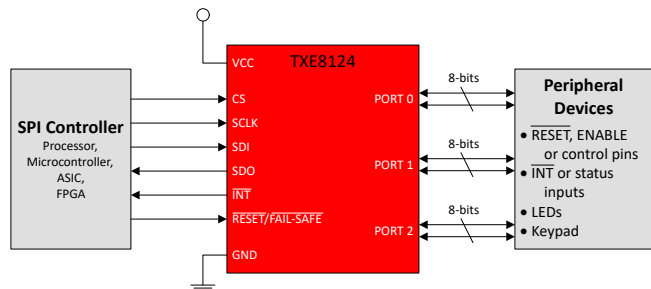 TXE8124
VCC
CS
SCLK
SDI
SDO
INT
RESET/FAIL-SAFE
GND
PORT 0
PORT 1
PORT 2
SPI Controller
Processor,
Microcontroller,
ASIC,
FPGA
8-bits
8-bits
8-bits
Peripheral
Devices
• RESET, ENABLE
or control pins
• INT or status
inputs
• LEDs
• Keypad